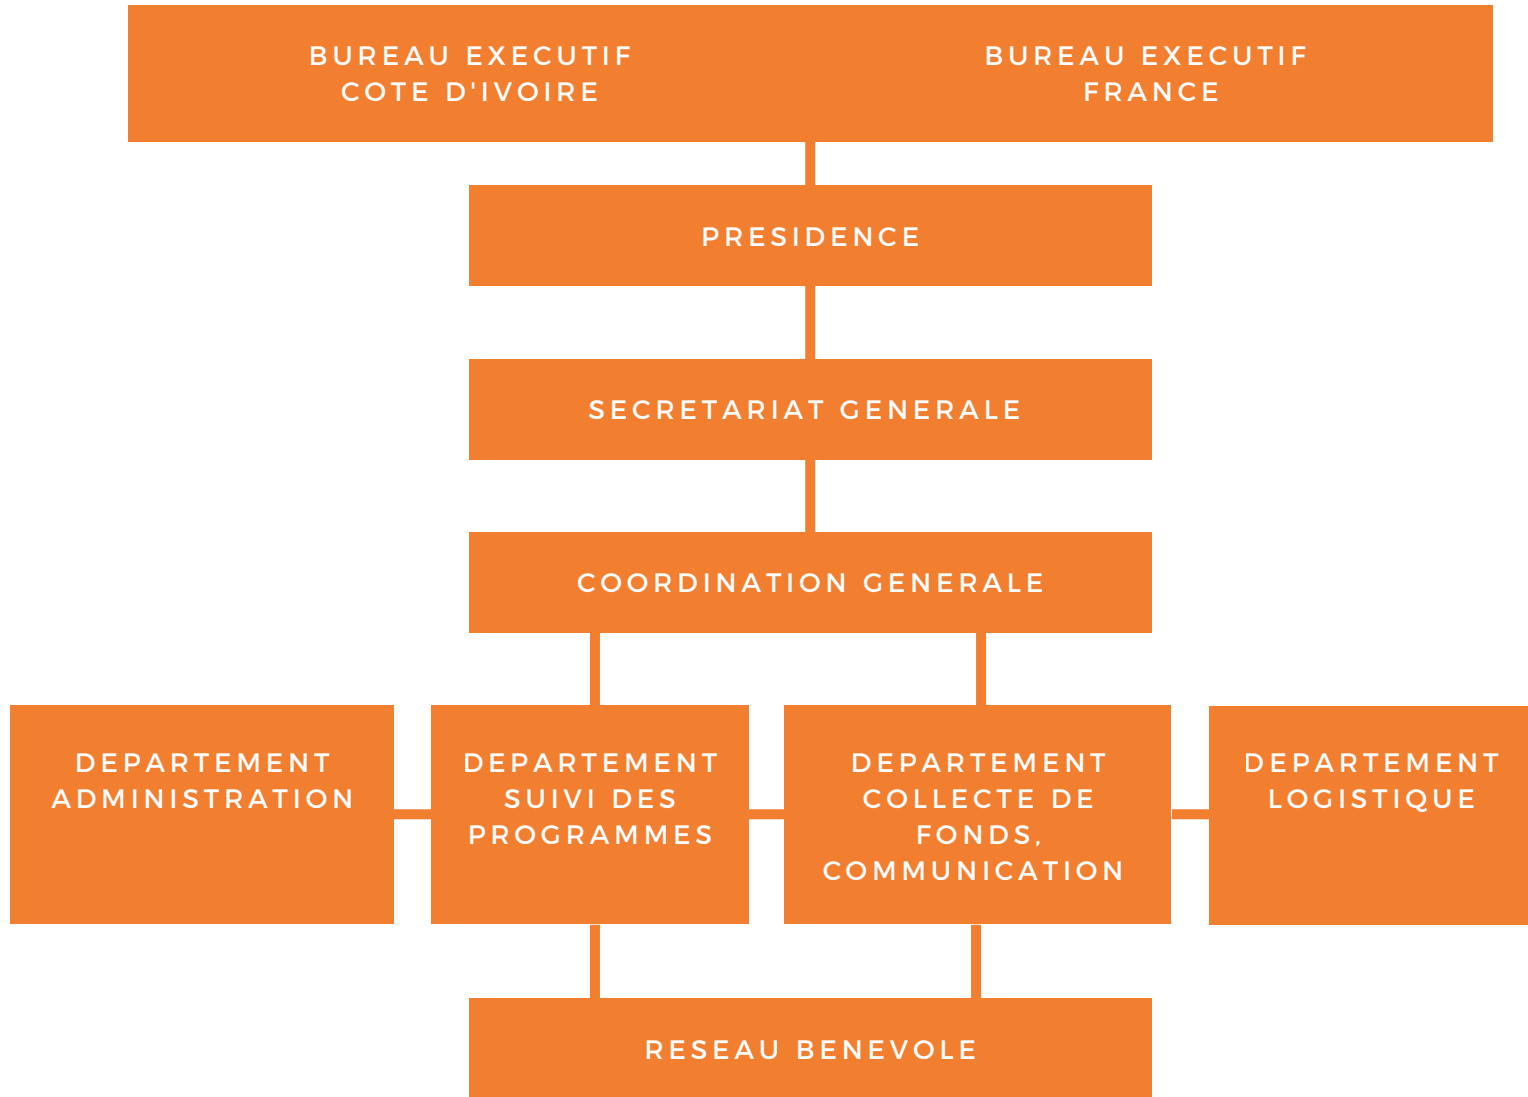 BUREAU EXECUTIF
COTE D'IVOIRE
BUREAU EXECUTIF
FRANCE
PRESIDENCE
SECRETARIAT GENERALE
COORDINATION GENERALE
DEPARTEMENT
ADMINISTRATION
DEPARTEMENT
SUIVI DES
PROGRAMMES
DEPARTEMENT
COLLECTE DE
FONDS,
COMMUNICATION
DEPARTEMENT
LOGISTIQUE
RESEAU BENEVOLE